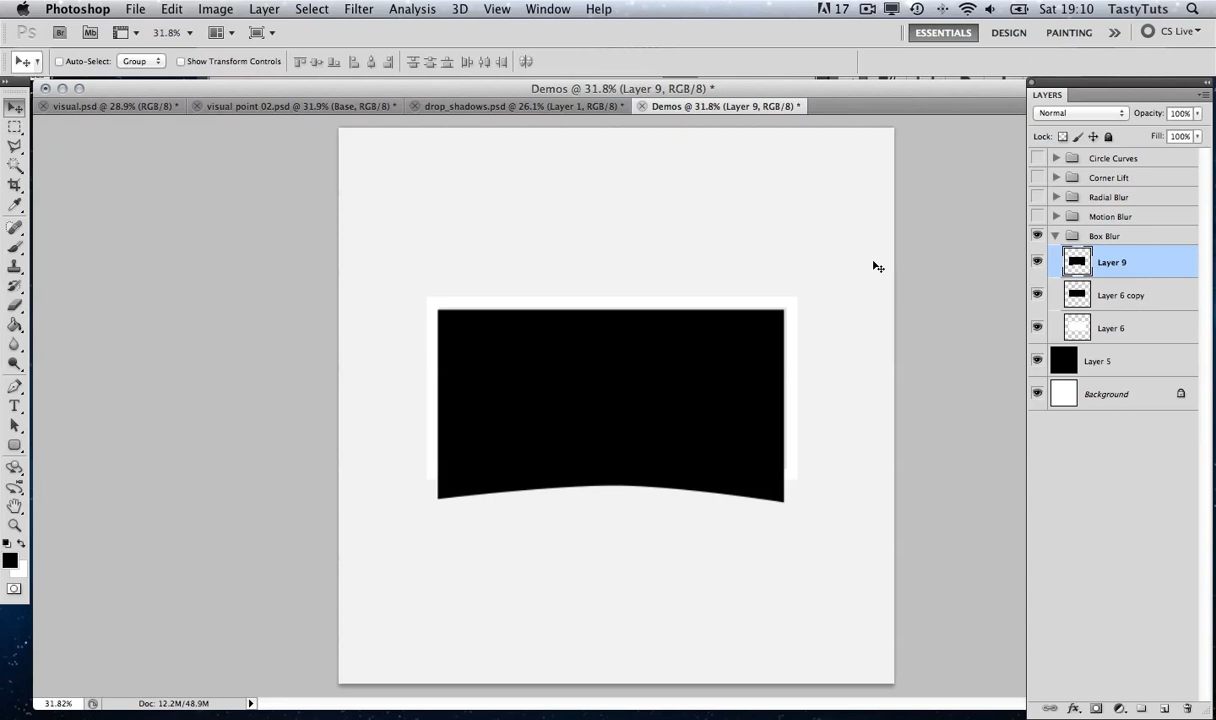 Photoshop File Edit Image Layer Select Filter Analysis 3D View Window Help 17 Sat 19:10 TastyTuts
Ps Br Mb 31.8% ESSENTIALS DESIGN PAINTING CS Live
Auto-Select: Group Show Transform Controls
Demos @ 31.8% (Layer 9, RGB/8) *
visual.psd @ 28.9% (RGB/8) * visual point 02.psd @ 31.9% (Base, RGB/8) * drop_shadows.psd @ 26.1% (Layer 1, RGB/8) * Demos @ 31.8% (Layer 9, RGB/8) *
LAYERS
Normal Opacity: 100%
Lock: Fill: 100%
Circle Curves
Corner Lift
Radial Blur
Motion Blur
Box Blur
Layer 9
Layer 6 copy
Layer 6
Layer 5
Background
31.82% Doc: 12.2M/48.9M